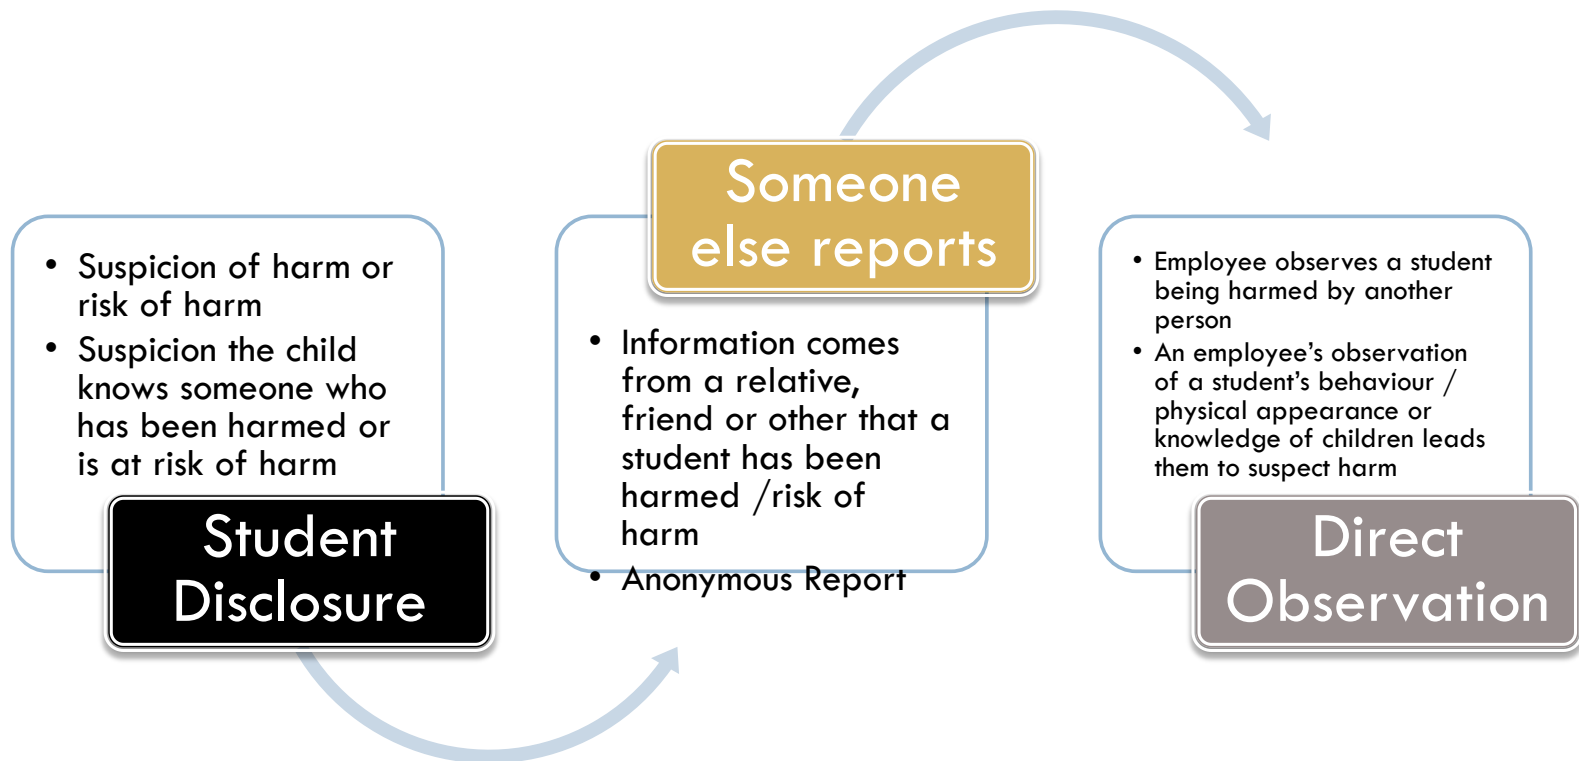 • Suspicion of harm or
risk of harm
• Suspicion the child
knows someone who
has been harmed or
is at risk of harm
Student
Disclosure
Someone
else reports
• Information comes
from a relative,
friend or other that a
student has been
harmed /risk of
harm
• Anonymous Report
• Employee observes a student
being harmed by another
person
• An employee’s observation
of a student’s behaviour /
physical appearance or
knowledge of children leads
them to suspect harm
Direct
Observation